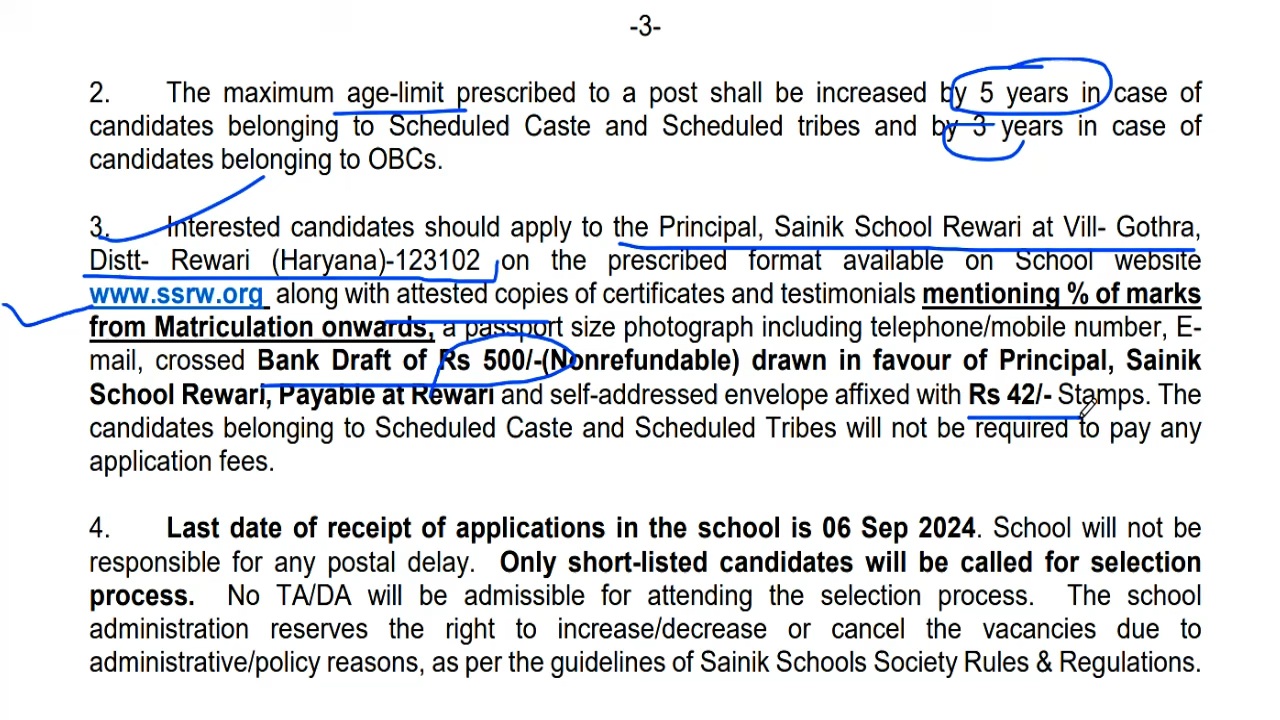 -3-
2. The maximum age-limit prescribed to a post shall be increased by 5 years in case of
candidates belonging to Scheduled Caste and Scheduled tribes and by 3 years in case of
candidates belonging to OBCs.
3. Interested candidates should apply to the Principal, Sainik School Rewari at Vill- Gothra,
Distt- Rewari (Haryana)-123102 on the prescribed format available on School website
www.ssrw.org along with attested copies of certificates and testimonials mentioning % of marks
from Matriculation onwards, a passport size photograph including telephone/mobile number, E-
mail, crossed Bank Draft of Rs 500/-(Nonrefundable) drawn in favour of Principal, Sainik
School Rewari, Payable at Rewari and self-addressed envelope affixed with Rs 42/- Stamps. The
candidates belonging to Scheduled Caste and Scheduled Tribes will not be required to pay any
application fees.
4. Last date of receipt of applications in the school is 06 Sep 2024. School will not be
responsible for any postal delay. Only short-listed candidates will be called for selection
process. No TA/DA will be admissible for attending the selection process. The school
administration reserves the right to increase/decrease or cancel the vacancies due to
administrative/policy reasons, as per the guidelines of Sainik Schools Society Rules & Regulations.